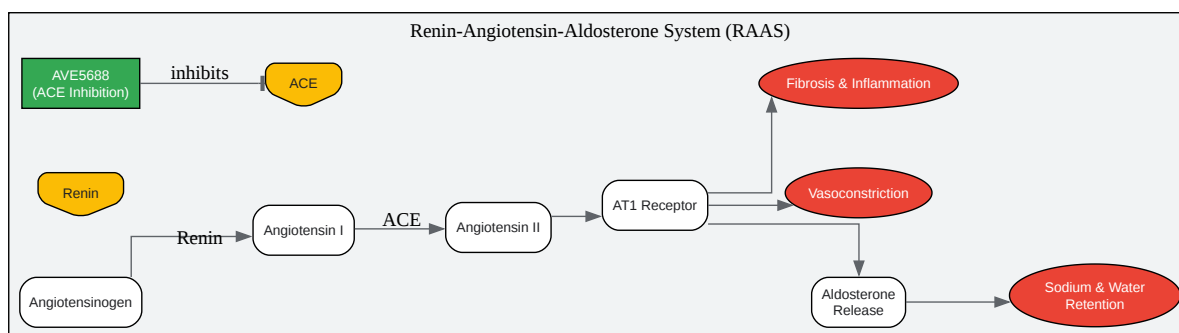 Renin-Angiotensin-Aldosterone System (RAAS)
AVE5688
(ACE Inhibition)
inhibits
ACE
Fibrosis & Inflammation
Renin
Vasoconstriction
AT1 Receptor
Angiotensin I
ACE
Angiotensin II
Renin
Angiotensinogen
Aldosterone
Release
Sodium & Water
Retention